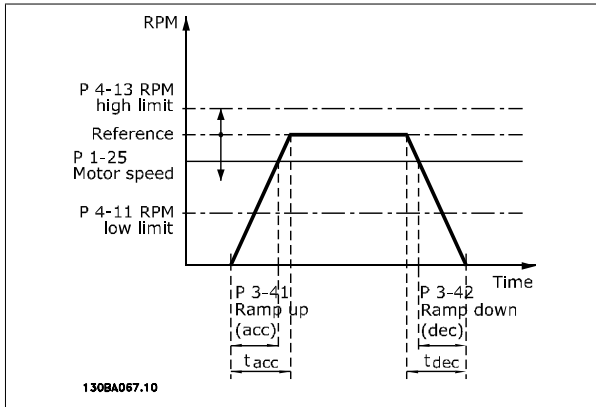 RPM
P 4-13 RPM
high limit
Reference
P 1-25
Motor speed
P 4-11 RPM
low limit
Time
P 3-41
Ramp up
(acc)
P 3-42
Ramp down
(dec)
tacc
tdec
130BA067.10